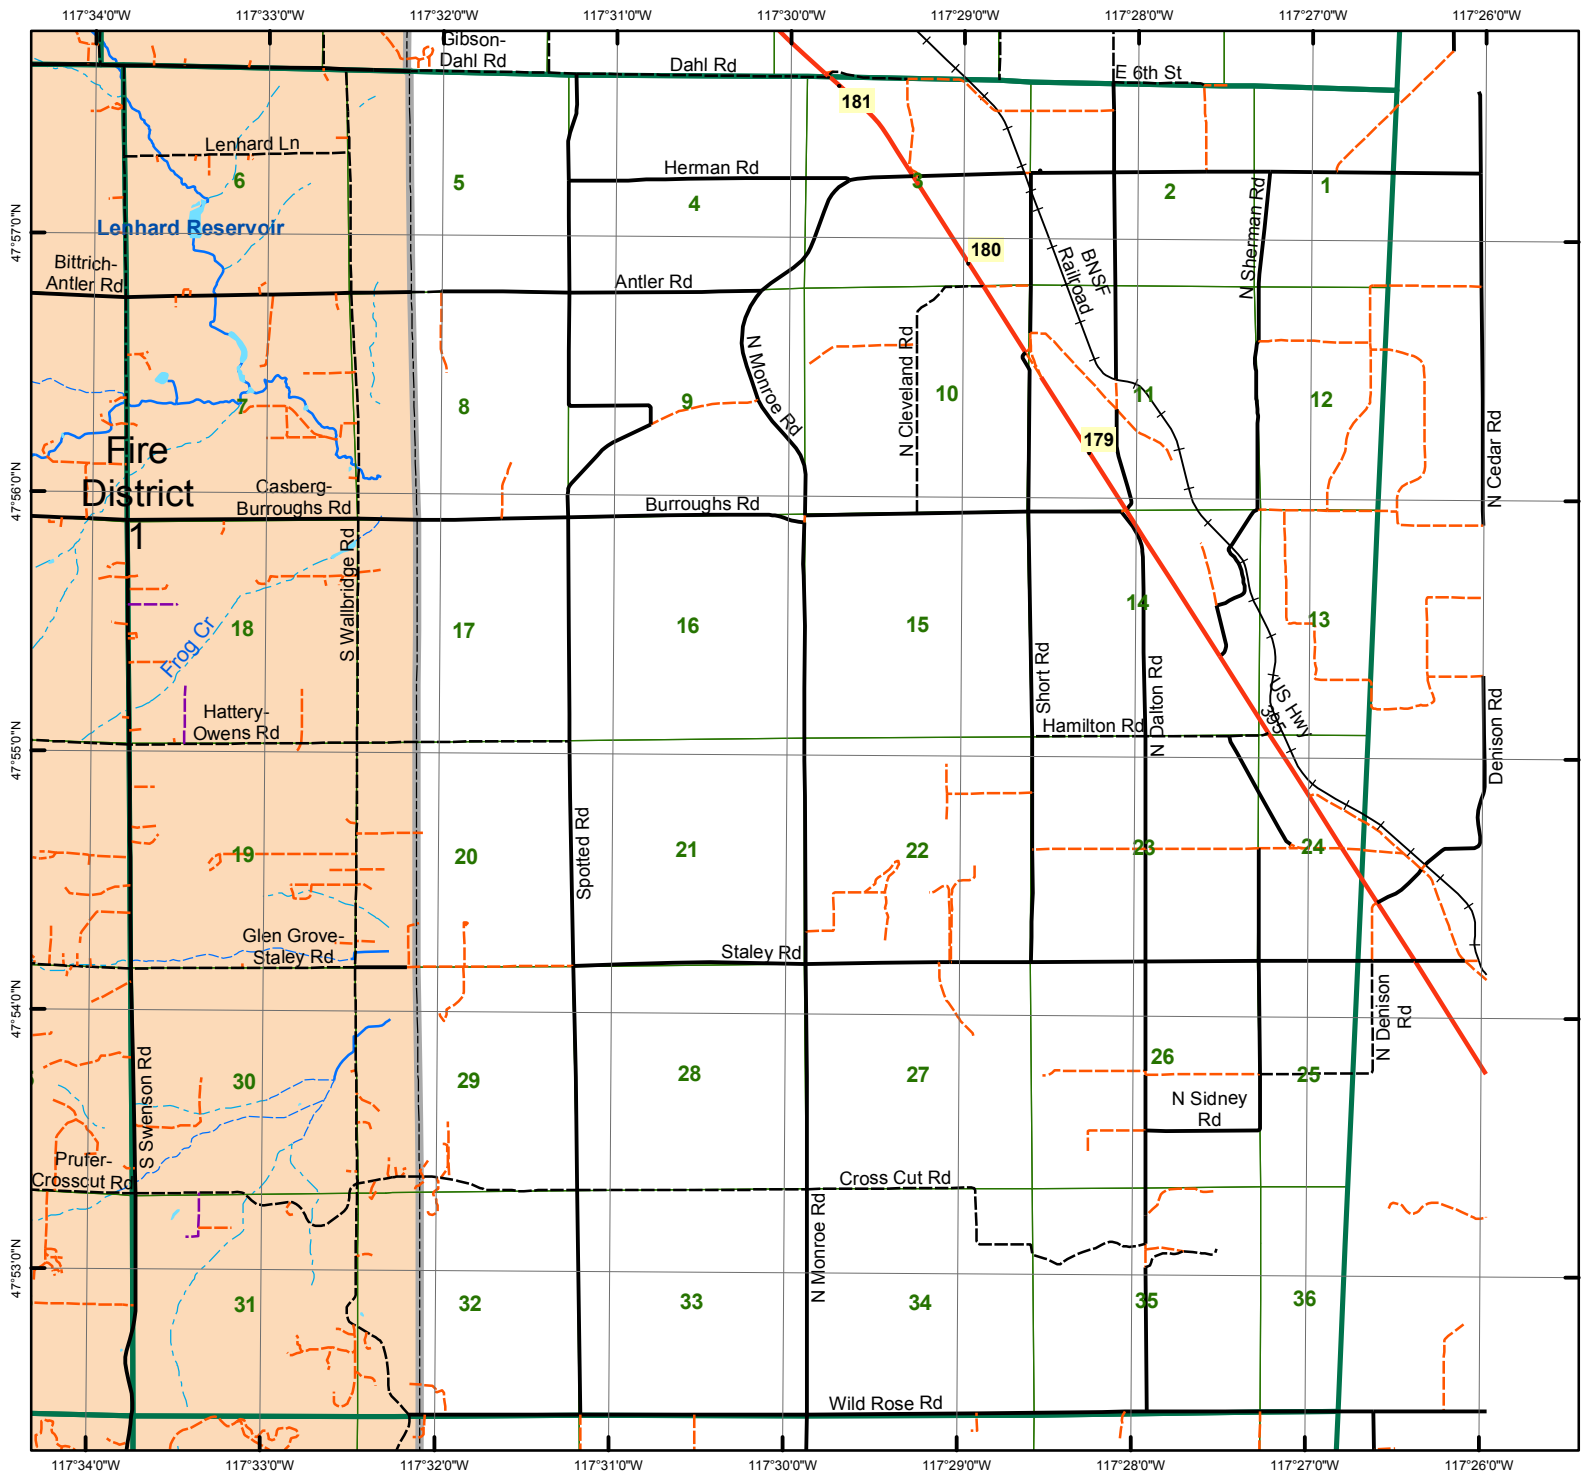 117°34'0"W
117°33'0"W
117°32'0"W
117°31'0"W
117°30'0"W
117°29'0"W
117°28'0"W
117°27'0"W
117°26'0"W
Gibson-
Dahl Rd
Dahl Rd
E 6th St
181
Lenhard Ln
Herman Rd
6
5
4
3
2
1
N Sherman Rd
47°57'0"N
Lenhard Reservoir
180
BNSF
Railroad
Bittrich-
Antler Rd
Antler Rd
N Monroe Rd
N Cleveland Rd
7
8
9
10
11
12
N Cedar Rd
179
Fire
District
1
47°56'0"N
Casberg-
Burroughs Rd
Burroughs Rd
S Wallbridge Rd
18
17
16
15
14
13
Frog Cr
Short Rd
N Dalton Rd
US Hwy
395
Denison Rd
Hattery-
Owens Rd
Hamilton Rd
47°55'0"N
Spotted Rd
19
20
21
22
23
24
Glen Grove-
Staley Rd
Staley Rd
47°54'0"N
N Denison
Rd
S Swenson Rd
30
29
28
27
26
25
N Sidney
Rd
Prufer-
Crosscut Rd
Cross Cut Rd
N Monroe Rd
47°53'0"N
31
32
33
34
35
36
Wild Rose Rd
117°34'0"W
117°33'0"W
117°32'0"W
117°31'0"W
117°30'0"W
117°29'0"W
117°28'0"W
117°27'0"W
117°26'0"W